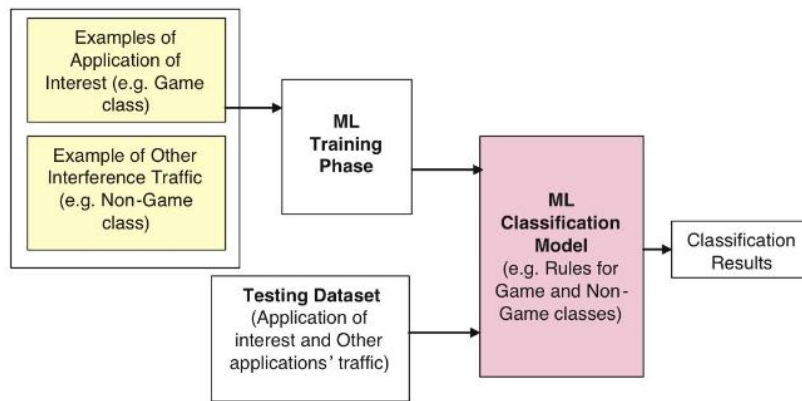 Examples of
Application of
Interest (e.g. Game
class)
Example of Other
Interference Traffic
(e.g. Non-Game
class)
ML
Training
Phase
Testing Dataset
(Application of
interest and Other
applications’ traffic)
ML
Classification
Model
(e.g. Rules for
Game and Non-
Game classes)
Classification
Results